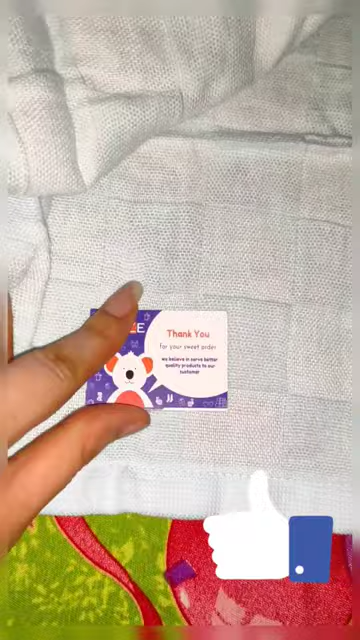 Thank You
for your sweet order
we believe in serve better
quality products to our
customer